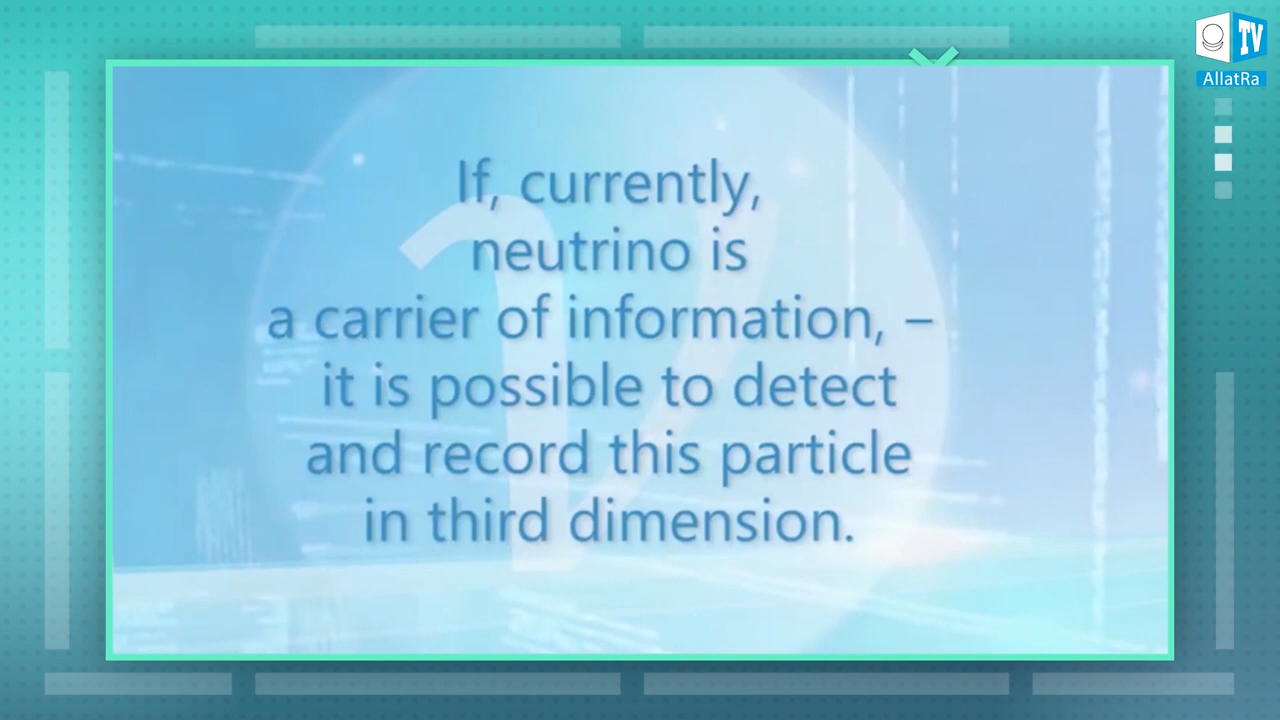 TV
AllatRa
If, currently,
neutrino is
a carrier of information, –
it is possible to detect
and record this particle
in third dimension.